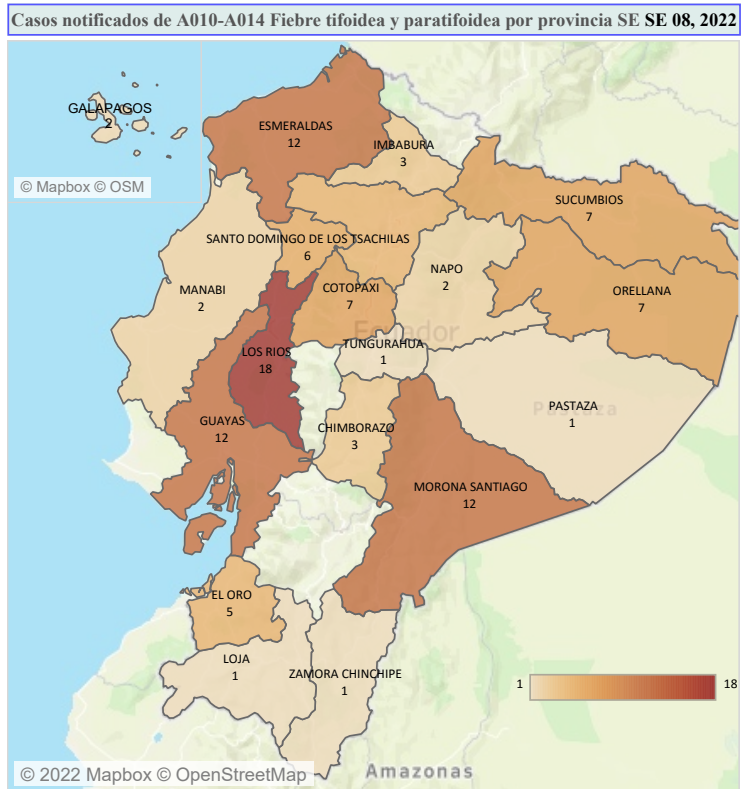 Casos notificados de A010-A014 Fiebre tifoidea y paratifoidea por provincia SE SE 08, 2022
GALAPAGOS
2
ESMERALDAS
12
IMBABURA
3
© Mapbox © OSM
SUCUMBIOS
7
SANTO DOMINGO DE LOS TSACHILAS
6
NAPO
2
MANABI
2
COTOPAXI
7
ORELLANA
7
Ecuador
TUNGURAHUA
1
LOS RIOS
18
PASTAZA
1
Pastaza
GUAYAS
12
CHIMBORAZO
3
MORONA SANTIAGO
12
EL ORO
5
LOJA
1
ZAMORA CHINCHIPE
1
1 18
© 2022 Mapbox © OpenStreetMap
Amazonas